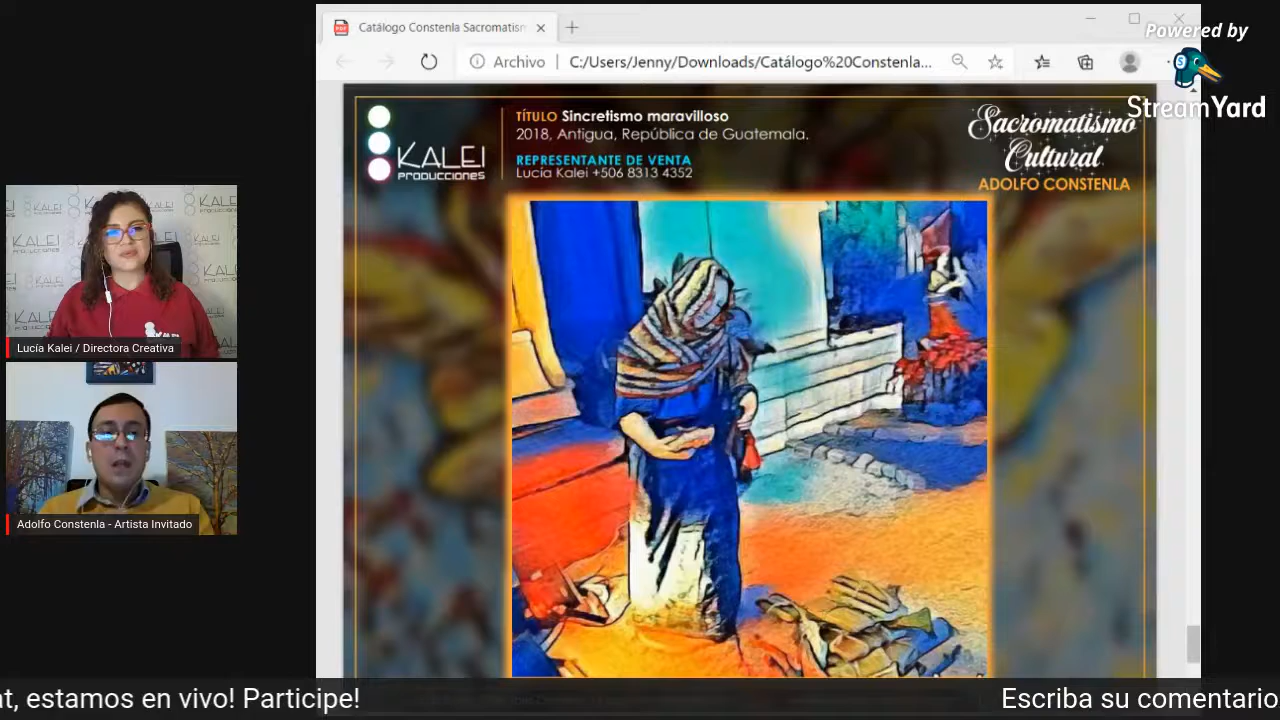 Catálogo Constenla Sacromatism
Archivo
C:/Users/Jenny/Downloads/Catálogo%20Constenla...
Powered by
StreamYard
KALEI
PRODUCCIONES
TÍTULO Sincretismo maravilloso
2018, Antigua, República de Guatemala.
REPRESENTANTE DE VENTA
Lucía Kalei +506 8313 4352
Sacromatismo
Cultural
ADOLFO CONSTENLA
Lucía Kalei / Directora Creativa
Adolfo Constenla - Artista Invitado
at, estamos en vivo! Participe!
Escriba su comentario